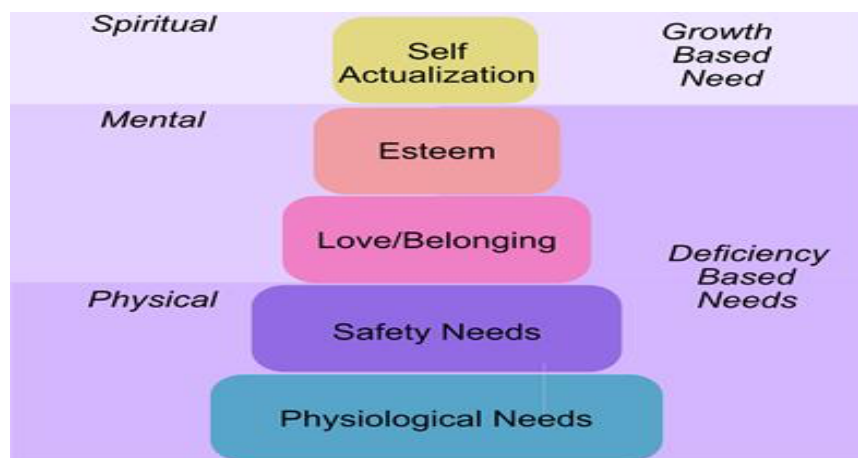 Spiritual
Self
Actualization
Growth
Based
Need
Mental
Esteem
Love/Belonging
Deficiency
Based
Needs
Physical
Safety Needs
Physiological Needs